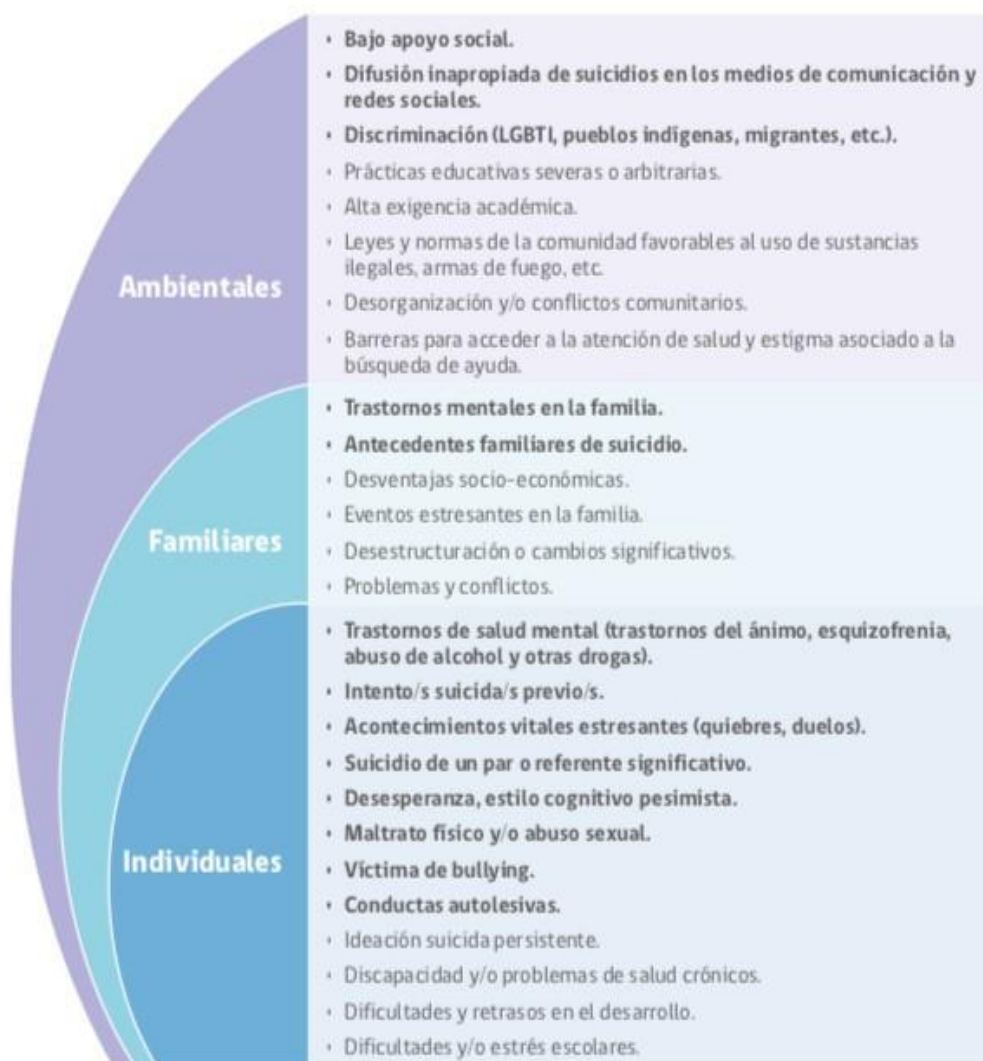 Ambientales
· Bajo apoyo social.
· Difusión inapropiada de suicidios en los medios de comunicación y
redes sociales.
· Discriminación (LGBTI, pueblos indígenas, migrantes, etc.).
· Prácticas educativas severas o arbitrarias.
· Alta exigencia académica.
· Leyes y normas de la comunidad favorables al uso de sustancias
ilegales, armas de fuego, etc.
· Desorganización y/o conflictos comunitarios.
· Barreras para acceder a la atención de salud y estigma asociado a la
búsqueda de ayuda.
Familiares
· Trastornos mentales en la familia.
· Antecedentes familiares de suicidio.
· Desventajas socio-económicas.
· Eventos estresantes en la familia.
· Desestructuración o cambios significativos.
· Problemas y conflictos.
Individuales
· Trastornos de salud mental (trastornos del ánimo, esquizofrenia,
abuso de alcohol y otras drogas).
· Intento/s suicida/s previo/s.
· Acontecimientos vitales estresantes (quiebres, duelos).
· Suicidio de un par o referente significativo.
· Desesperanza, estilo cognitivo pesimista.
· Maltrato físico y/o abuso sexual.
· Víctima de bullying.
· Conductas autolesivas.
· Ideación suicida persistente.
· Discapacidad y/o problemas de salud crónicos.
· Dificultades y retrasos en el desarrollo.
· Dificultades y/o estrés escolares.